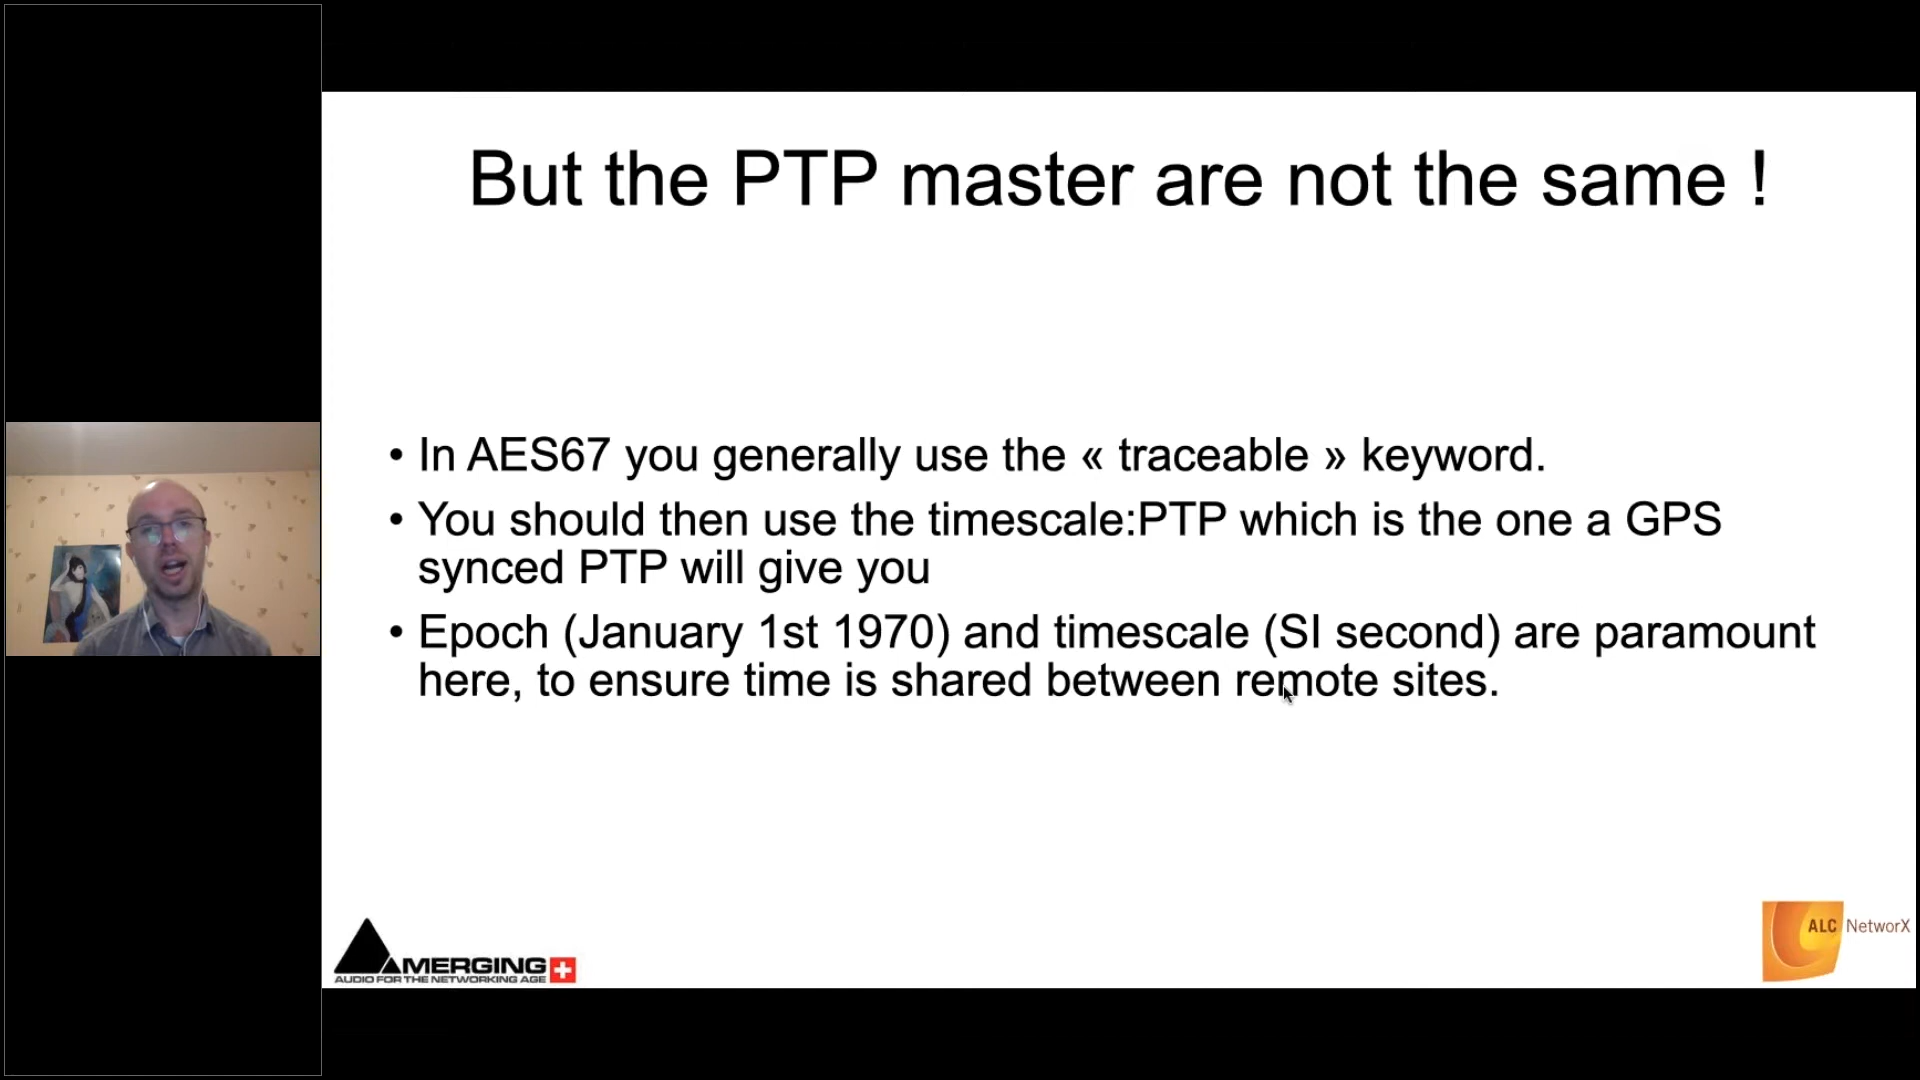 But the PTP master are not the same !
• In AES67 you generally use the « traceable » keyword.
• You should then use the timescale:PTP which is the one a GPS
synced PTP will give you
• Epoch (January 1st 1970) and timescale (SI second) are paramount
here, to ensure time is shared between remote sites.
MERGING
AUDIO FOR THE NETWORKING AGE
ALC NetworX